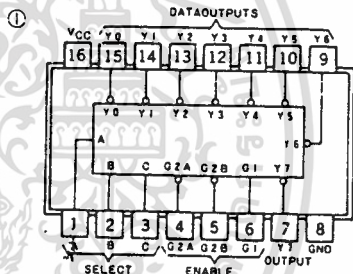 ①
DATA OUTPUTS
VCC Y0 Y1 Y2 Y3 Y4 Y5 Y6
16 15 14 13 12 11 10 9
Y0 Y1 Y2 Y3 Y4 Y5
A Y6
B C G2A G2B G1 Y7
1 2 3 4 5 6 7 8
A B C G2A G2B G1 Y7 GND
SELECT ENABLE OUTPUT